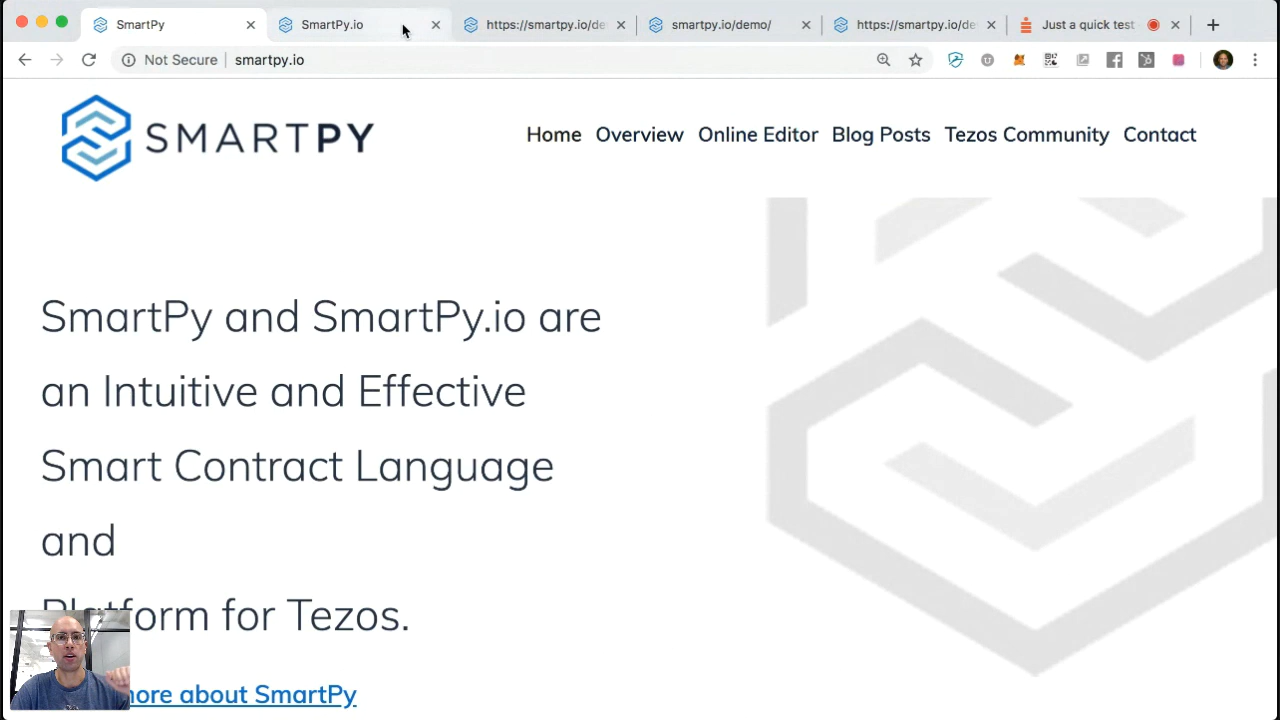 SmartPy
SmartPy.io
https://smartpy.io/de
smartpy.io/demo/
https://smartpy.io/de
Just a quick test
Not Secure
smartpy.io
SMARTPY
Home
Overview
Online Editor
Blog Posts
Tezos Community
Contact
SmartPy and SmartPy.io are
an Intuitive and Effective
Smart Contract Language
and
Platform for Tezos.
more about SmartPy